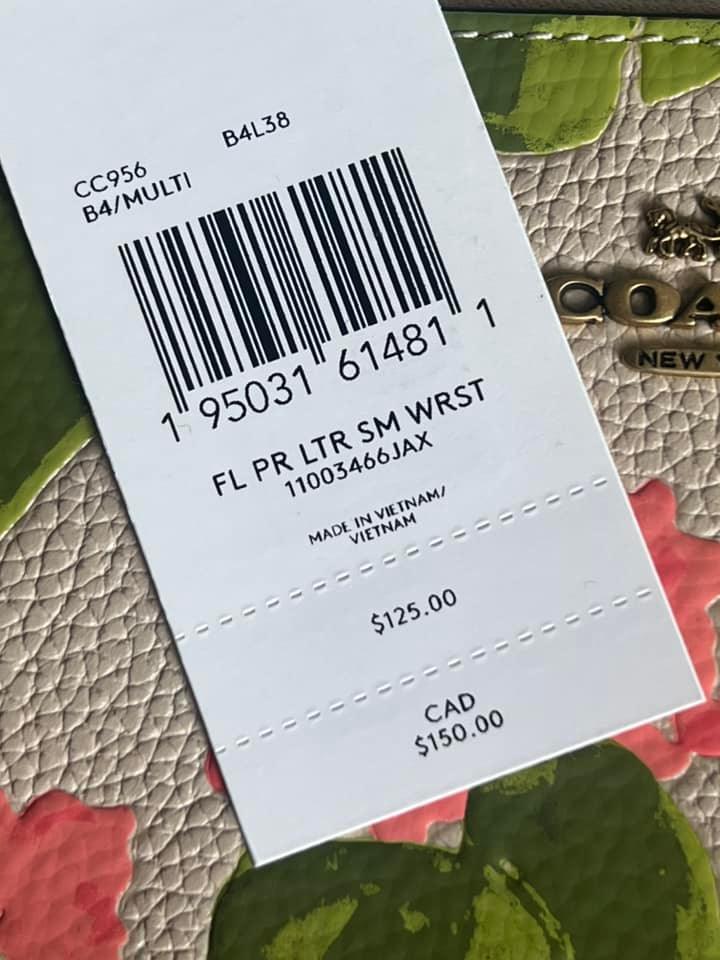 B4L38
CC956
B4/MULTI
1 95031 61481 1
FL PR LTR SM WRST
11003466JAX
MADE IN VIETNAM/
VIETNAM
$125.00
CAD
$150.00
COA
NEW